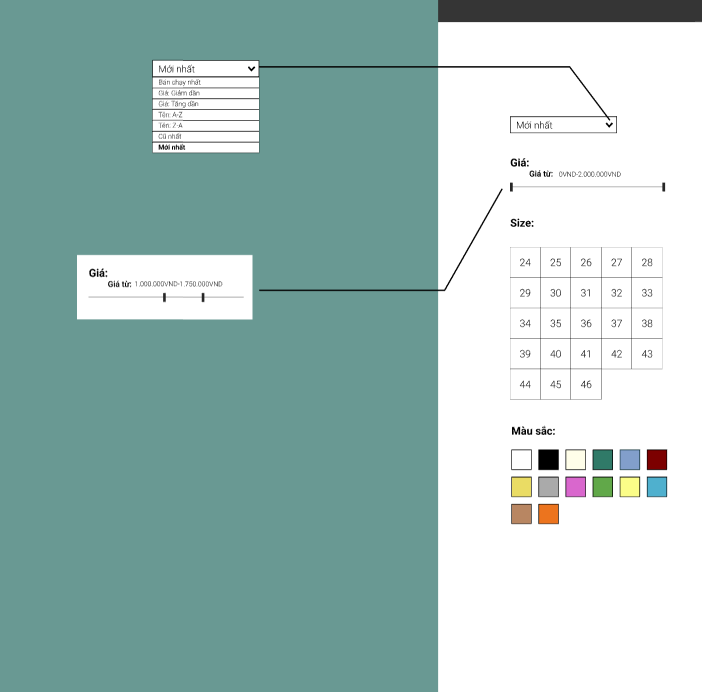 Mới nhất
Bán chạy nhất
Giá: Giảm dần
Giá: Tăng dần
Tên: A-Z
Tên: Z-A
Cũ nhất
Mới nhất
Giá:
Giá từ: 1.000.000VND-1.750.000VND
Mới nhất
Giá:
Giá từ: 0VND-2.000.000VND
Size:
24 25 26 27 28
29 30 31 32 33
34 35 36 37 38
39 40 41 42 43
44 45 46
Màu sắc: